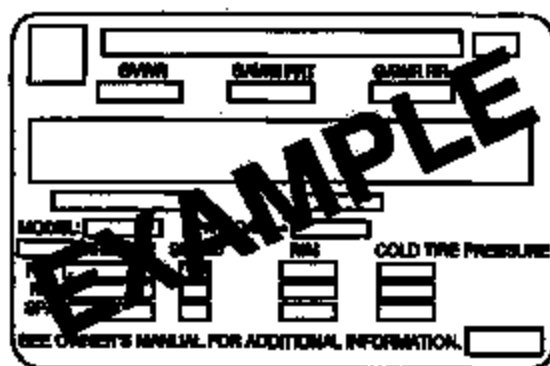 GVWR GAWR FRT GAWR RR
EXAMPLE
MODEL:
RIM COLD TIRE PRESSURE
SEE OWNER'S MANUAL FOR ADDITIONAL INFORMATION.